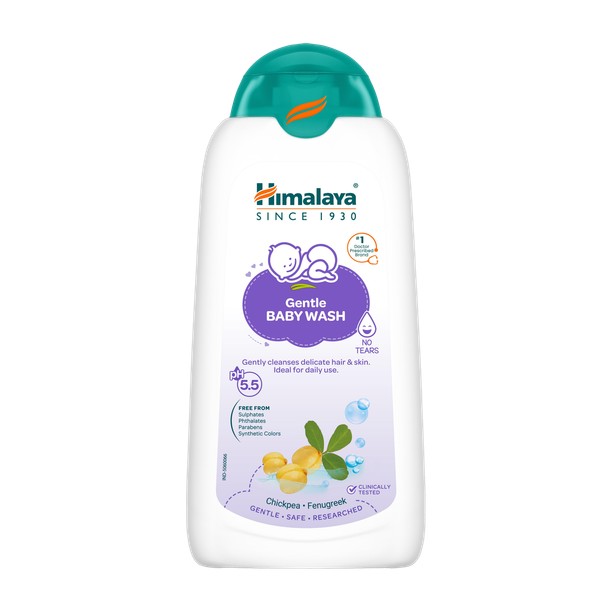 Himalaya®
SINCE 1930
#1
Doctor
Prescribed
Brand
Gentle
BABY WASH
NO
TEARS
Gently cleanses delicate hair & skin.
Ideal for daily use.
pH
5.5
FREE FROM
Sulphates
Phthalates
Parabens
Synthetic Colors
CLINICALLY
TESTED
Chickpea • Fenugreek
GENTLE • SAFE • RESEARCHED